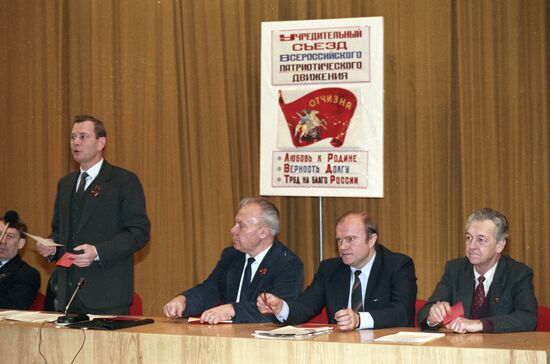 Учредительный
съезд
Всероссийского
патриотического
движения
ОТЧИЗНА
• Любовь к Родине
• Верность Долгу
• Труд на благо России